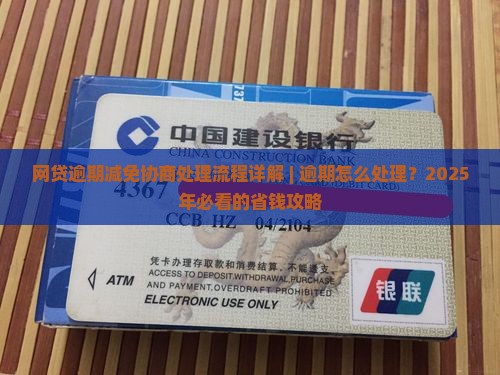 737
中国建设银行
CHINA CONSTRUCTION BANK
网贷逾期减免协商处理流程详解 | 逾期怎么处理？2025
年必看的省钱攻略
4367
CARD)
CCB HZ 04/2104
凭卡办理存取款和消费结算，不能透支。
ACCESS TO DEPOSIT.WITHDRAWAL.PURCHASE
AND PAYMENT.OVERDRAFT PROHIBITED.
ATM
ELECTRONIC USE ONLY
银联